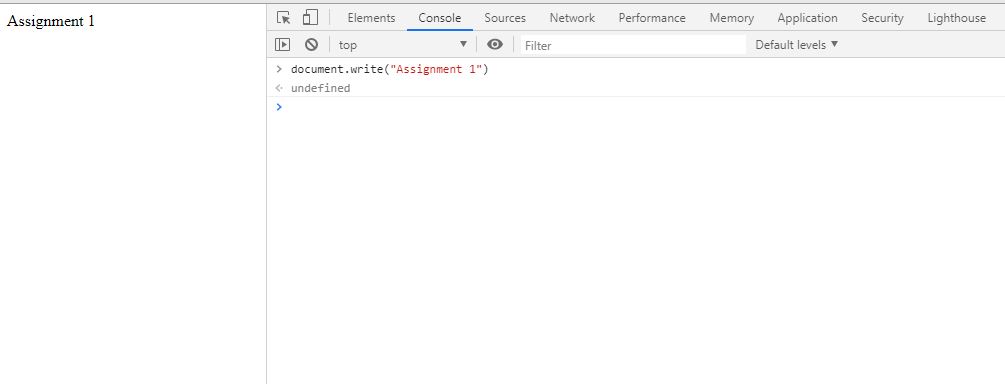 Assignment 1
Elements Console Sources Network Performance Memory Application Security Lighthouse
top Filter Default levels
document.write("Assignment 1")
undefined